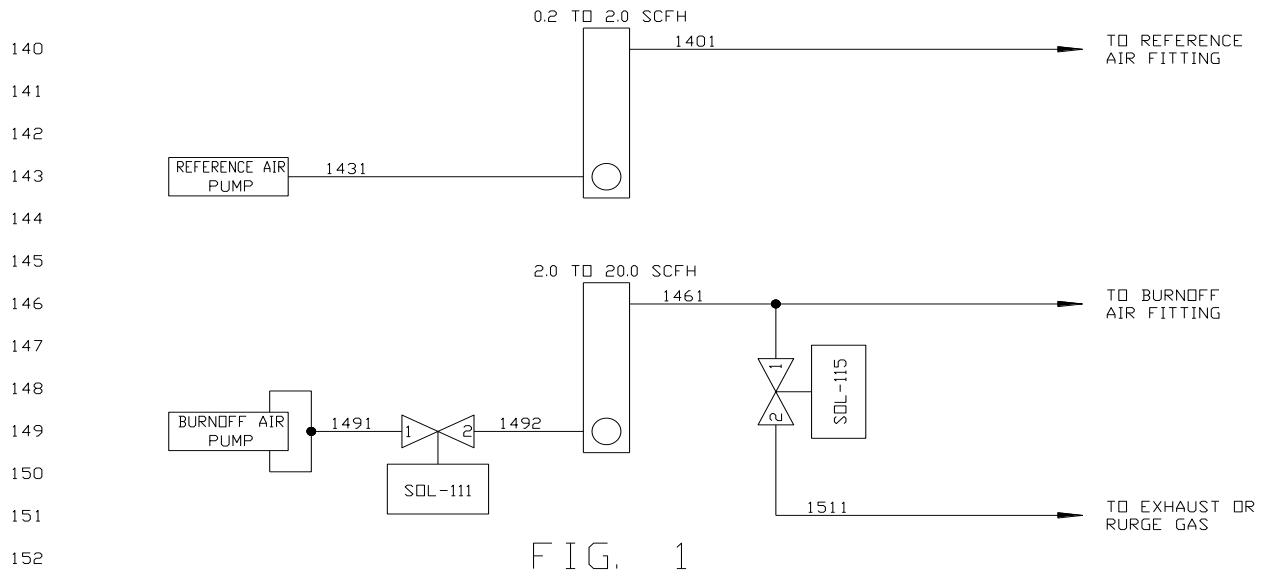 0.2 TO 2.0 SCFH
140
1401
TO REFERENCE
AIR FITTING
141
142
REFERENCE AIR
PUMP
1431
143
144
145
2.0 TO 20.0 SCFH
146
1461
TO BURNOFF
AIR FITTING
147
1
SOL-115
2
148
BURNOFF AIR
PUMP
149
1491
1
2
1492
SOL-111
150
151
1511
TO EXHAUST OR
RURGE GAS
152
FIG. 1